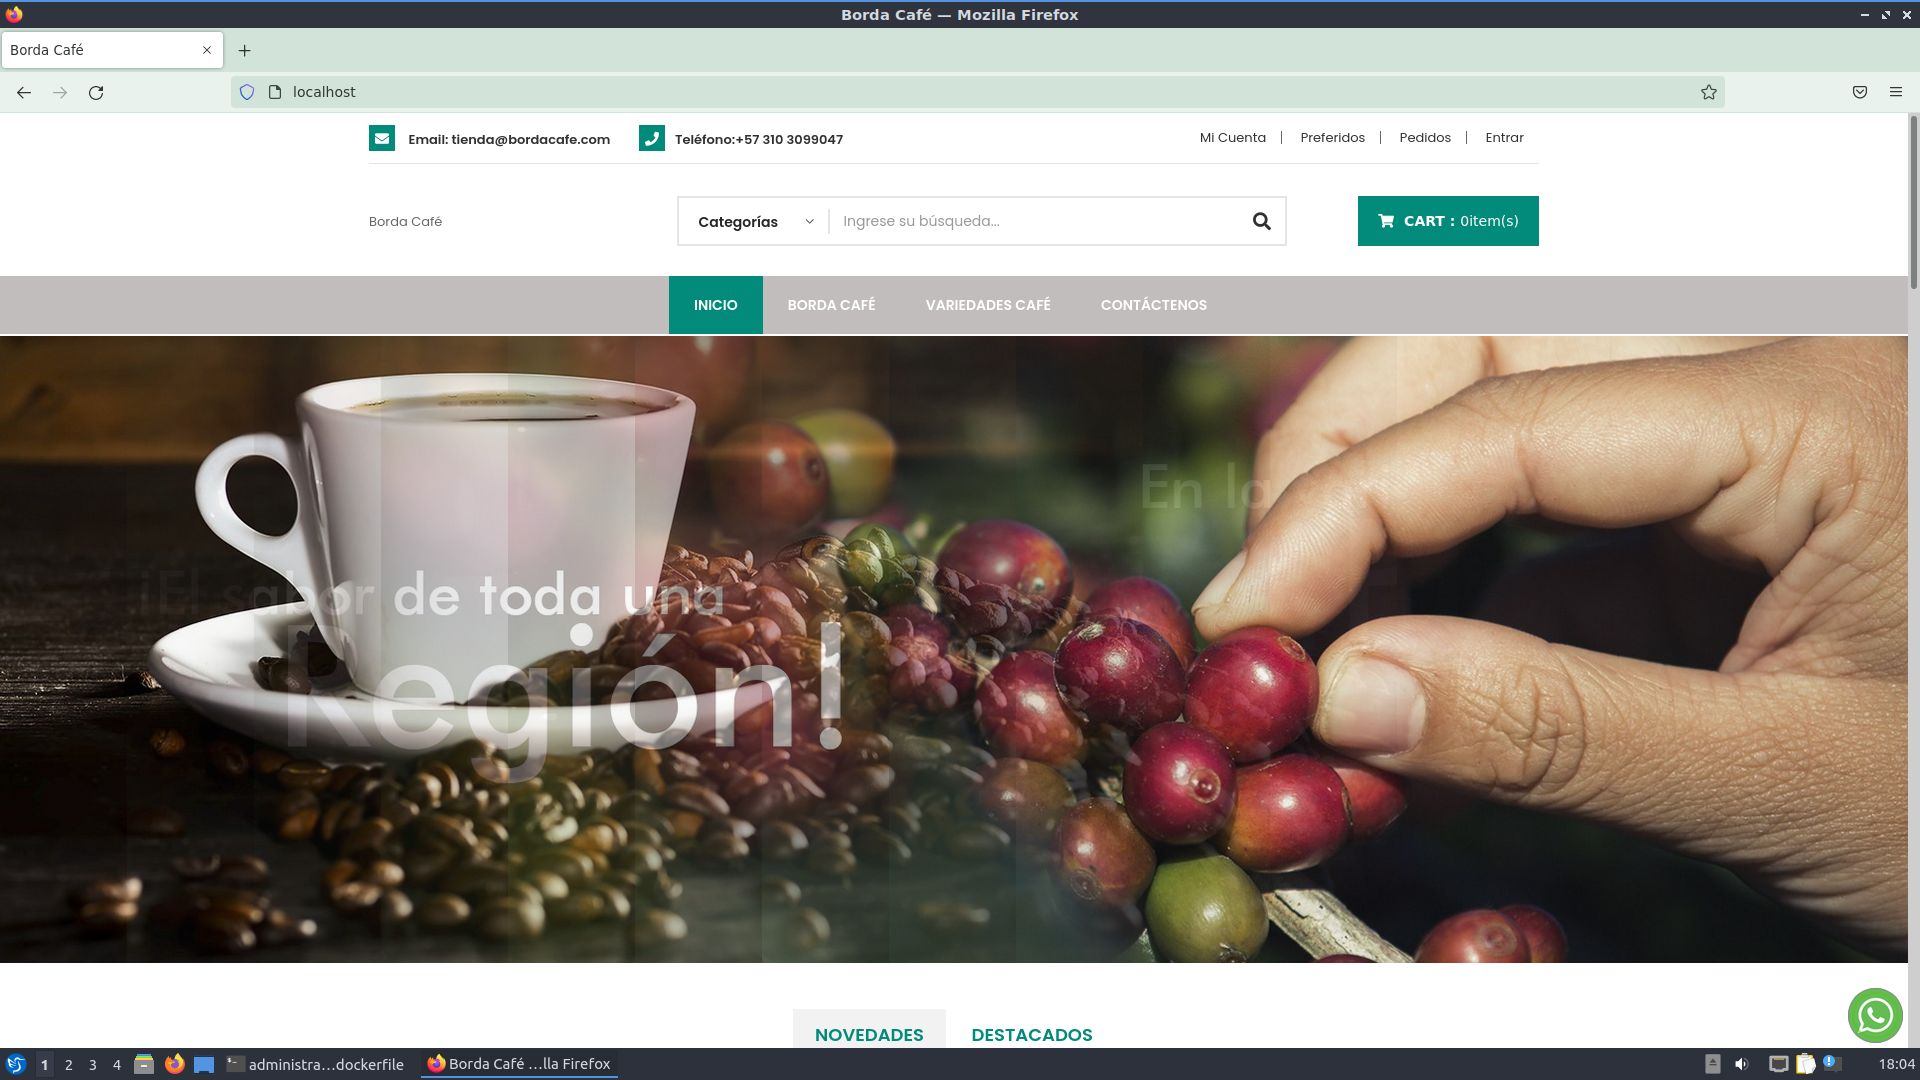 Borda Café — Mozilla Firefox
Borda Café
localhost
Email: tienda@bordacafe.com
Teléfono:+57 310 3099047
Mi Cuenta
Preferidos
Pedidos
Entrar
Borda Café
Categorías
Ingrese su búsqueda...
CART : 0item(s)
INICIO
BORDA CAFÉ
VARIEDADES CAFÉ
CONTÁCTENOS
En la
¡El sabor de toda una
Región!
NOVEDADES
DESTACADOS
1 2 3 4
administra...dockerfile
Borda Café ...lla Firefox
18:04